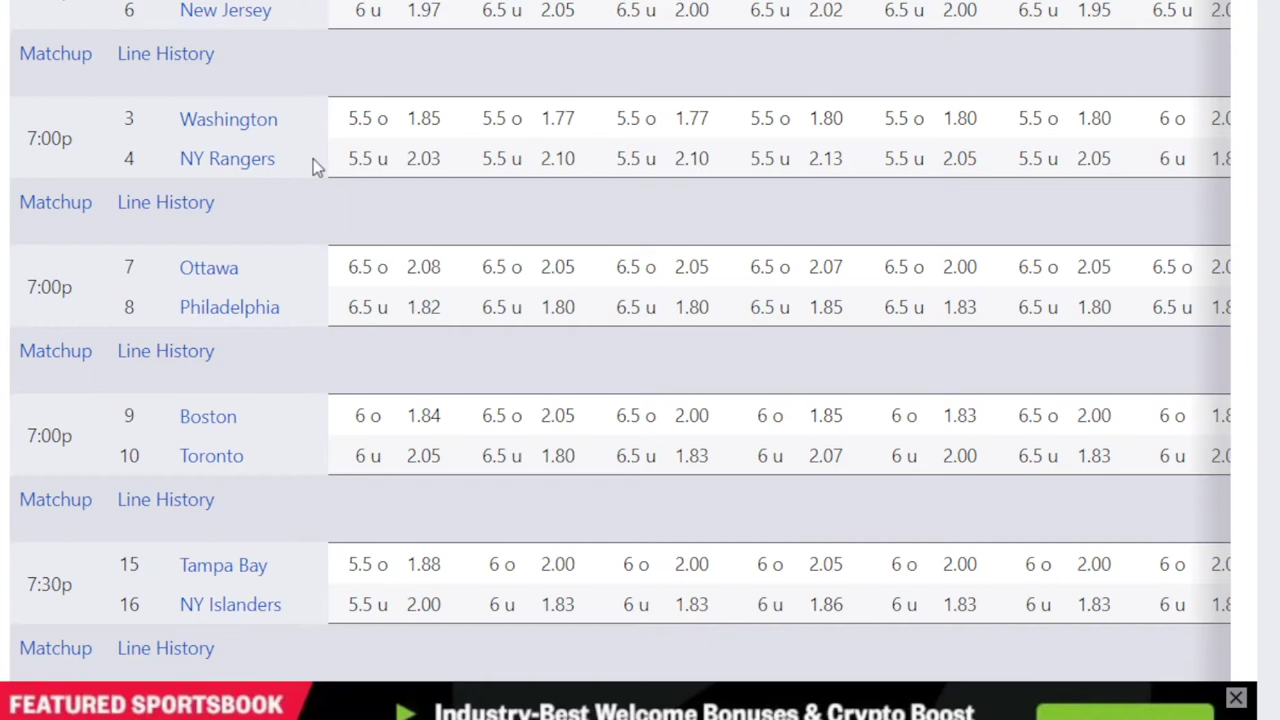 6 New Jersey 6 u 1.97 6.5 u 2.05 6.5 u 2.00 6.5 u 2.02 6.5 u 2.00 6.5 u 1.95 6.5 u
Matchup Line History
3 Washington 5.5 o 1.85 5.5 o 1.77 5.5 o 1.77 5.5 o 1.80 5.5 o 1.80 5.5 o 1.80 6 o
7:00p
4 NY Rangers 5.5 u 2.03 5.5 u 2.10 5.5 u 2.10 5.5 u 2.13 5.5 u 2.05 5.5 u 2.05 6 u
Matchup Line History
7 Ottawa 6.5 o 2.08 6.5 o 2.05 6.5 o 2.05 6.5 o 2.07 6.5 o 2.00 6.5 o 2.05 6.5 o
7:00p
8 Philadelphia 6.5 u 1.82 6.5 u 1.80 6.5 u 1.80 6.5 u 1.85 6.5 u 1.83 6.5 u 1.80 6.5 u
Matchup Line History
9 Boston 6 o 1.84 6.5 o 2.05 6.5 o 2.00 6 o 1.85 6 o 1.83 6.5 o 2.00 6 o
7:00p
10 Toronto 6 u 2.05 6.5 u 1.80 6.5 u 1.83 6 u 2.07 6 u 2.00 6.5 u 1.83 6 u
Matchup Line History
15 Tampa Bay 5.5 o 1.88 6 o 2.00 6 o 2.00 6 o 2.05 6 o 2.00 6 o 2.00 6 o
7:30p
16 NY Islanders 5.5 u 2.00 6 u 1.83 6 u 1.83 6 u 1.86 6 u 1.83 6 u 1.83 6 u
Matchup Line History
FEATURED SPORTSBOOK
Industry-Best Welcome Bonuses & Crypto Boost